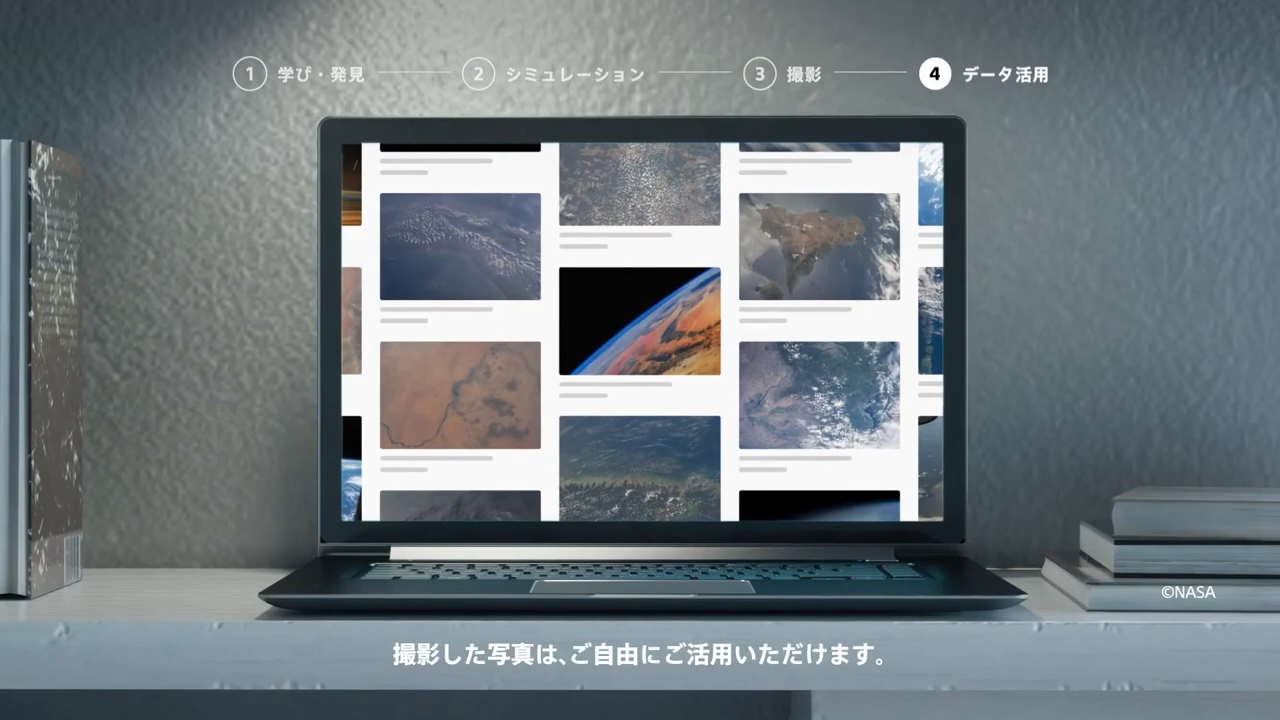 1 学び・発見
2 シミュレーション
3 撮影
4 データ活用
©NASA
撮影した写真は、ご自由にご活用いただけます。